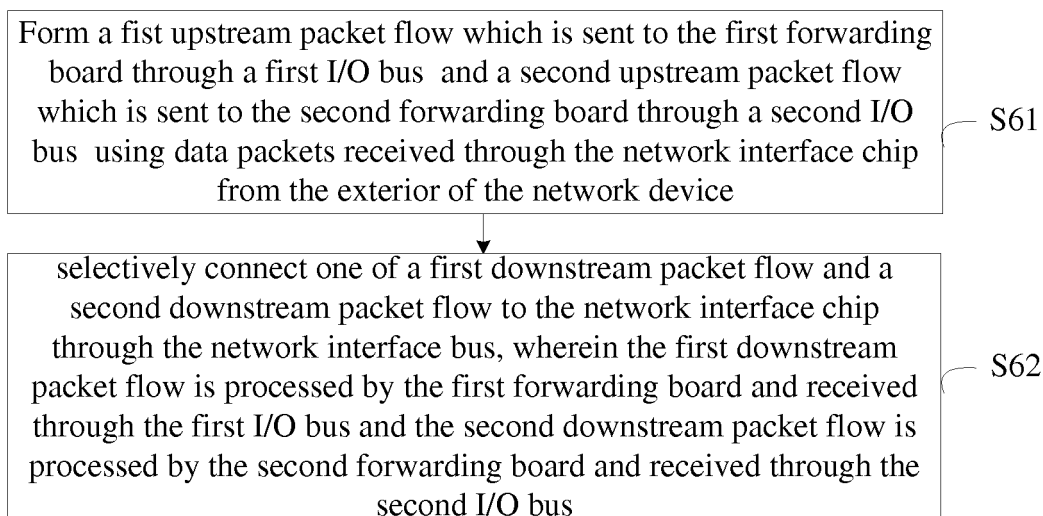 Form a fist upstream packet flow which is sent to the first forwarding
board through a first I/O bus and a second upstream packet flow
which is sent to the second forwarding board through a second I/O
bus using data packets received through the network interface chip
from the exterior of the network device
S61
selectively connect one of a first downstream packet flow and a
second downstream packet flow to the network interface chip
through the network interface bus, wherein the first downstream
packet flow is processed by the first forwarding board and received
through the first I/O bus and the second downstream packet flow is
processed by the second forwarding board and received through the
second I/O bus
S62